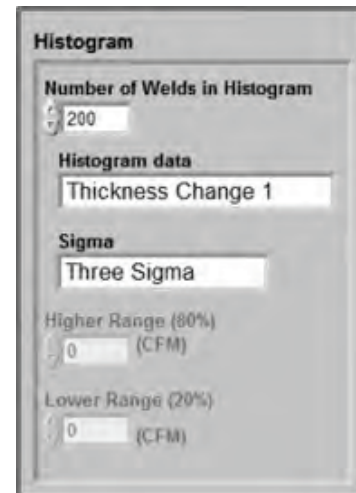 Histogram
Number of Welds in Histogram
200
Histogram data
Thickness Change 1
Sigma
Three Sigma
Higher Range (80%)
0 (CFM)
Lower Range (20%)
0 (CFM)